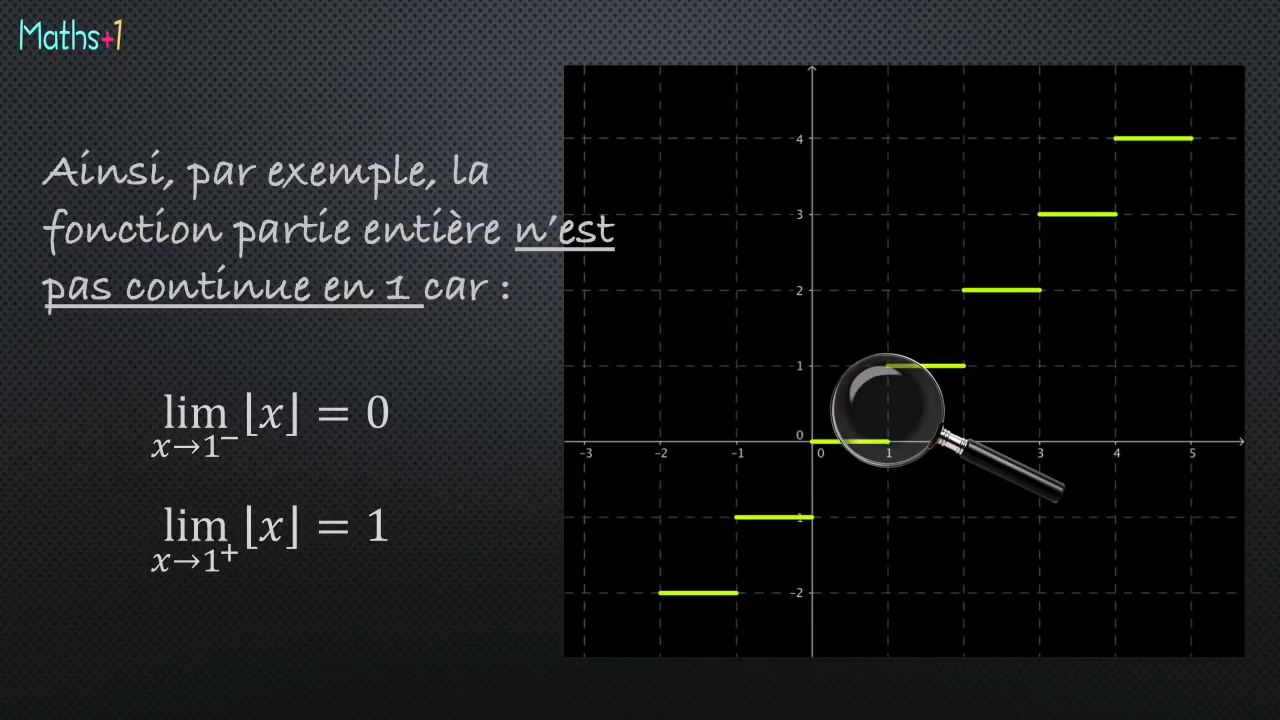 Maths+1
Ainsi, par exemple, la
fonction partie entière n'est
pas continue en 1 car :
lim ⌊x⌋ = 0
x→1⁻
lim ⌊x⌋ = 1
x→1⁺
4
3
2
1
0
-3 -2 -1 0 1 3 4 5
-1
-2